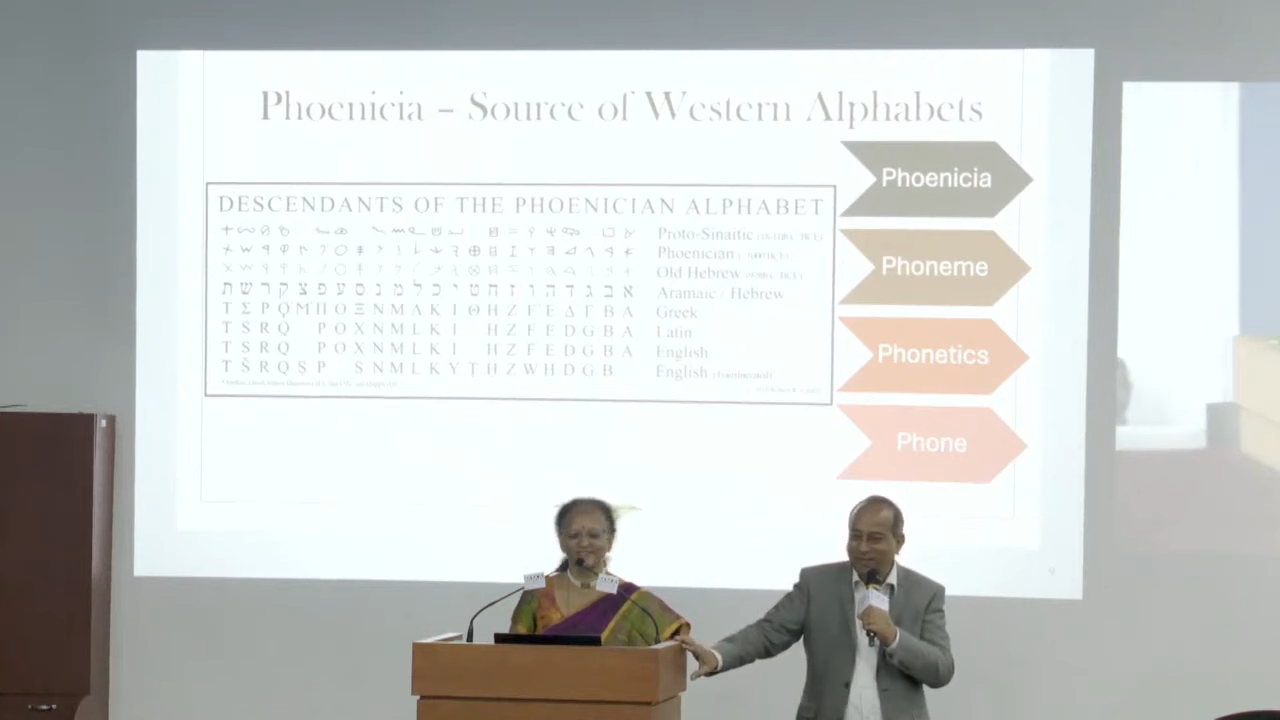 Phoenicia – Source of Western Alphabets
DESCENDANTS OF THE PHOENICIAN ALPHABET
Proto-Sinaitic
Phoenician
Old Hebrew
א ב ג ד ה ו ז ח ט י כ ל מ נ ס ע פ צ ק ר ש ת Aramaic / Hebrew
Τ Σ Ρ Q Μ Π Ο Ξ Ν Μ Λ Κ Ι Θ Η Ζ F Ε Δ Γ Β Α Greek
T S R Q P O X N M L K I H Z F E D G B A Latin
T S R Q P O X N M L K I H Z F E D G B A English
T Š R Q Ṣ P S N M L K Y Ṭ H Z W H D G B English (Transliterated)
Phoenicia
Phoneme
Phonetics
Phone